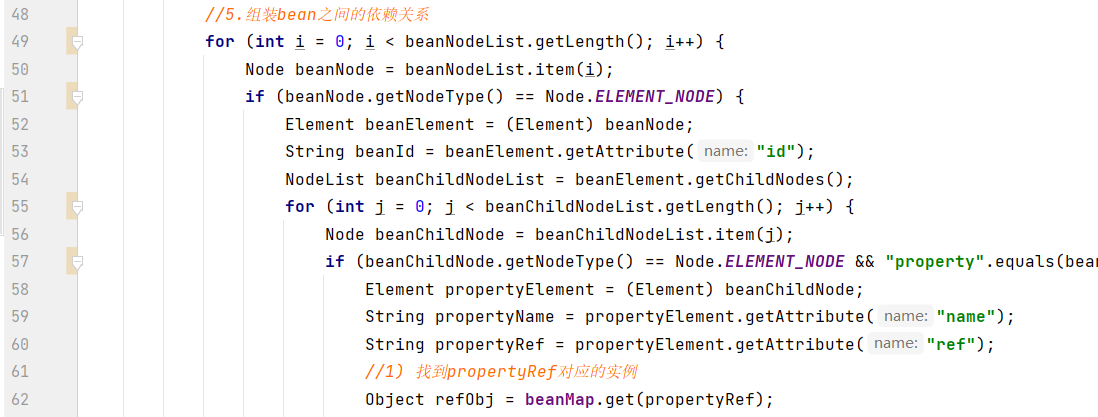 48 //5.组装bean之间的依赖关系
49 for (int i = 0; i < beanNodeList.getLength(); i++) {
50 Node beanNode = beanNodeList.item(i);
51 if (beanNode.getNodeType() == Node.ELEMENT_NODE) {
52 Element beanElement = (Element) beanNode;
53 String beanId = beanElement.getAttribute( name: "id");
54 NodeList beanChildNodeList = beanElement.getChildNodes();
55 for (int j = 0; j < beanChildNodeList.getLength(); j++) {
56 Node beanChildNode = beanChildNodeList.item(j);
57 if (beanChildNode.getNodeType() == Node.ELEMENT_NODE && "property".equals(bea
58 Element propertyElement = (Element) beanChildNode;
59 String propertyName = propertyElement.getAttribute( name: "name");
60 String propertyRef = propertyElement.getAttribute( name: "ref");
61 //1) 找到propertyRef对应的实例
62 Object refObj = beanMap.get(propertyRef);